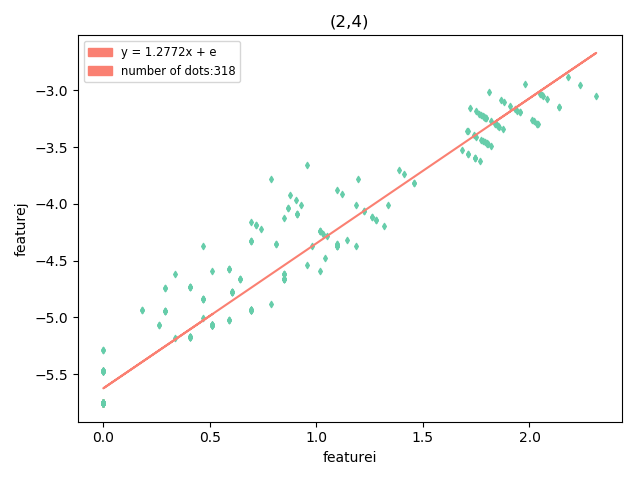 (2,4)
y = 1.2772x + e
number of dots:318
−3.0
−3.5
−4.0
−4.5
−5.0
−5.5
featurej
0.0 0.5 1.0 1.5 2.0
featurei